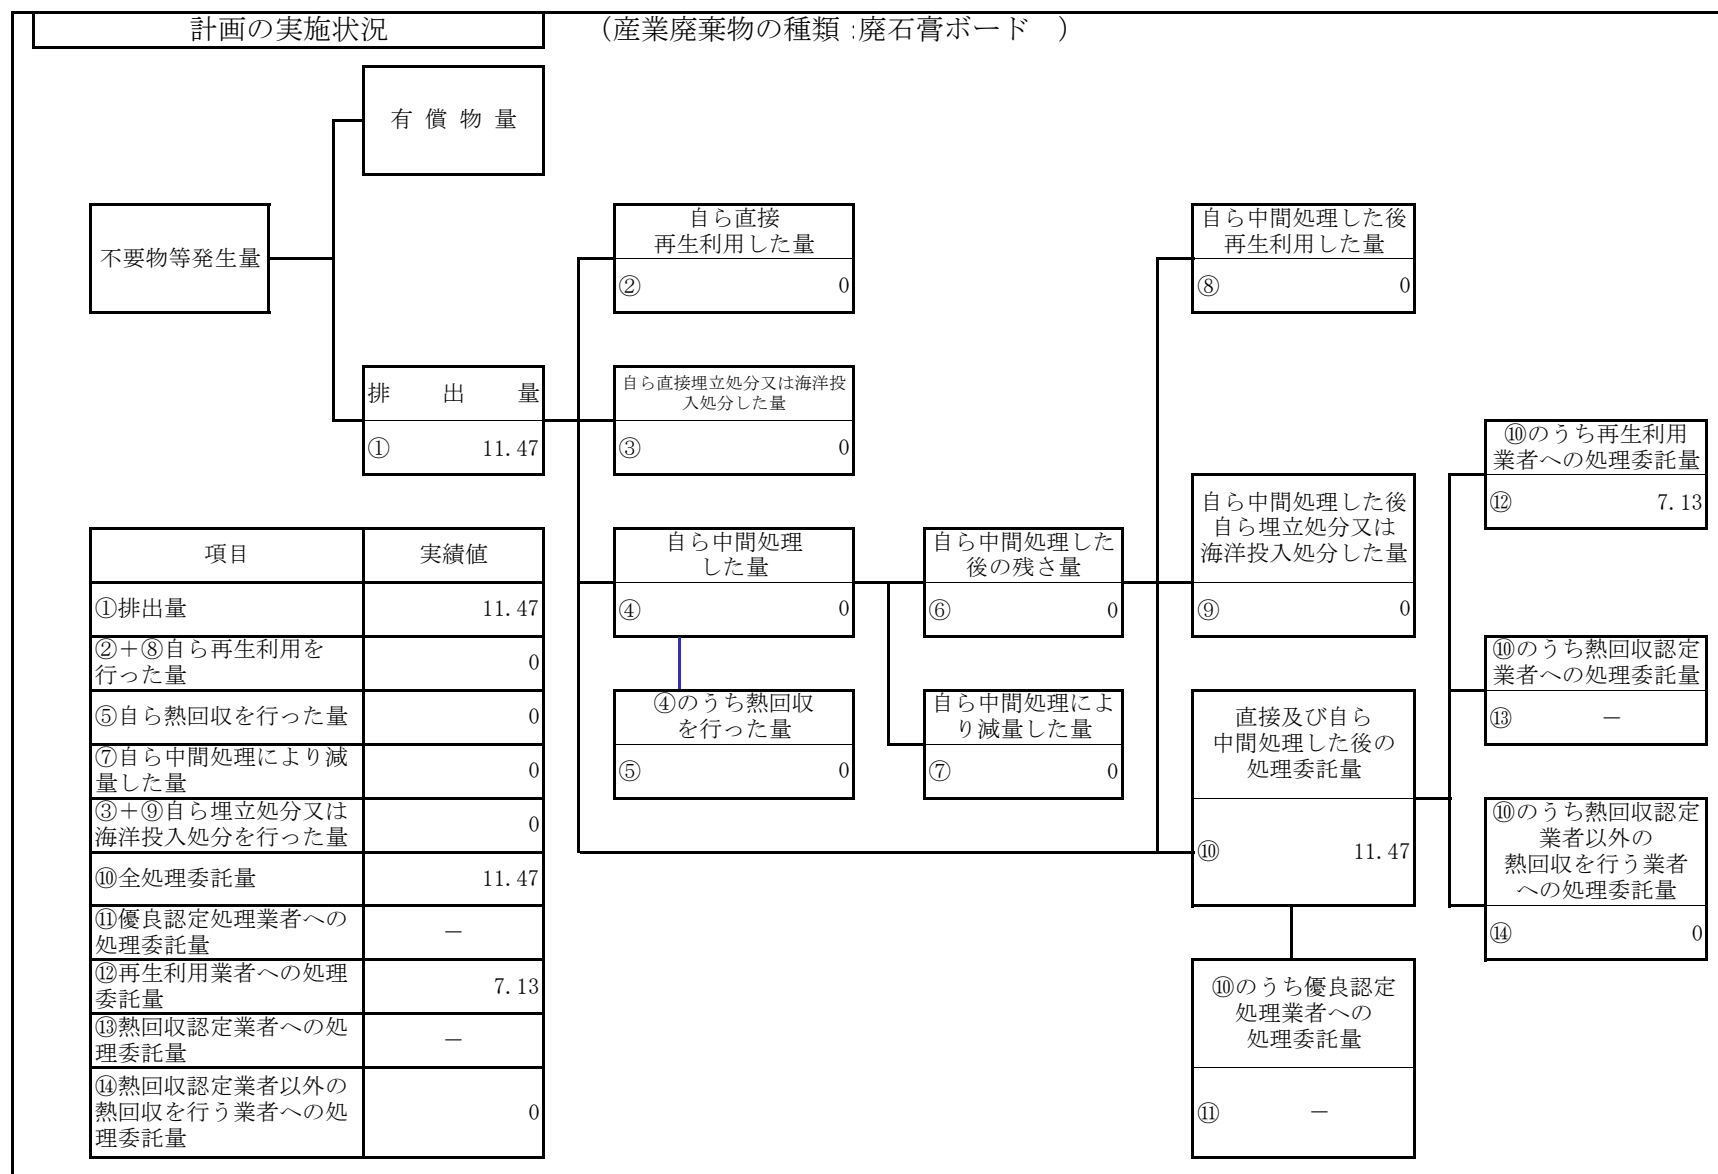 計画の実施状況
（産業廃棄物の種類:廃石膏ボード　）
有 償 物 量
不要物等発生量
自ら直接
再生利用した量
② 0
自ら中間処理した後
再生利用した量
⑧ 0
排 出 量
① 11.47
自ら直接埋立処分又は海洋投
入処分した量
③ 0
⑩のうち再生利用
業者への処理委託量
⑫ 7.13
自ら中間処理
した量
④ 0
自ら中間処理した
後の残さ量
⑥ 0
自ら中間処理した後
自ら埋立処分又は
海洋投入処分した量
⑨ 0
⑩のうち熱回収認定
業者への処理委託量
⑬ －
④のうち熱回収
を行った量
⑤ 0
自ら中間処理によ
り減量した量
⑦ 0
直接及び自ら
中間処理した後の
処理委託量
⑩ 11.47
⑩のうち熱回収認定
業者以外の
熱回収を行う業者
への処理委託量
⑭ 0
⑩のうち優良認定
処理業者への
処理委託量
⑪ －
項目 実績値
①排出量 11.47
②＋⑧自ら再生利用を
行った量 0
⑤自ら熱回収を行った量 0
⑦自ら中間処理により減
量した量 0
③＋⑨自ら埋立処分又は
海洋投入処分を行った量 0
⑩全処理委託量 11.47
⑪優良認定処理業者への
処理委託量 －
⑫再生利用業者への処理
委託量 7.13
⑬熱回収認定業者への処
理委託量 －
⑭熱回収認定業者以外の
熱回収を行う業者への処
理委託量 0